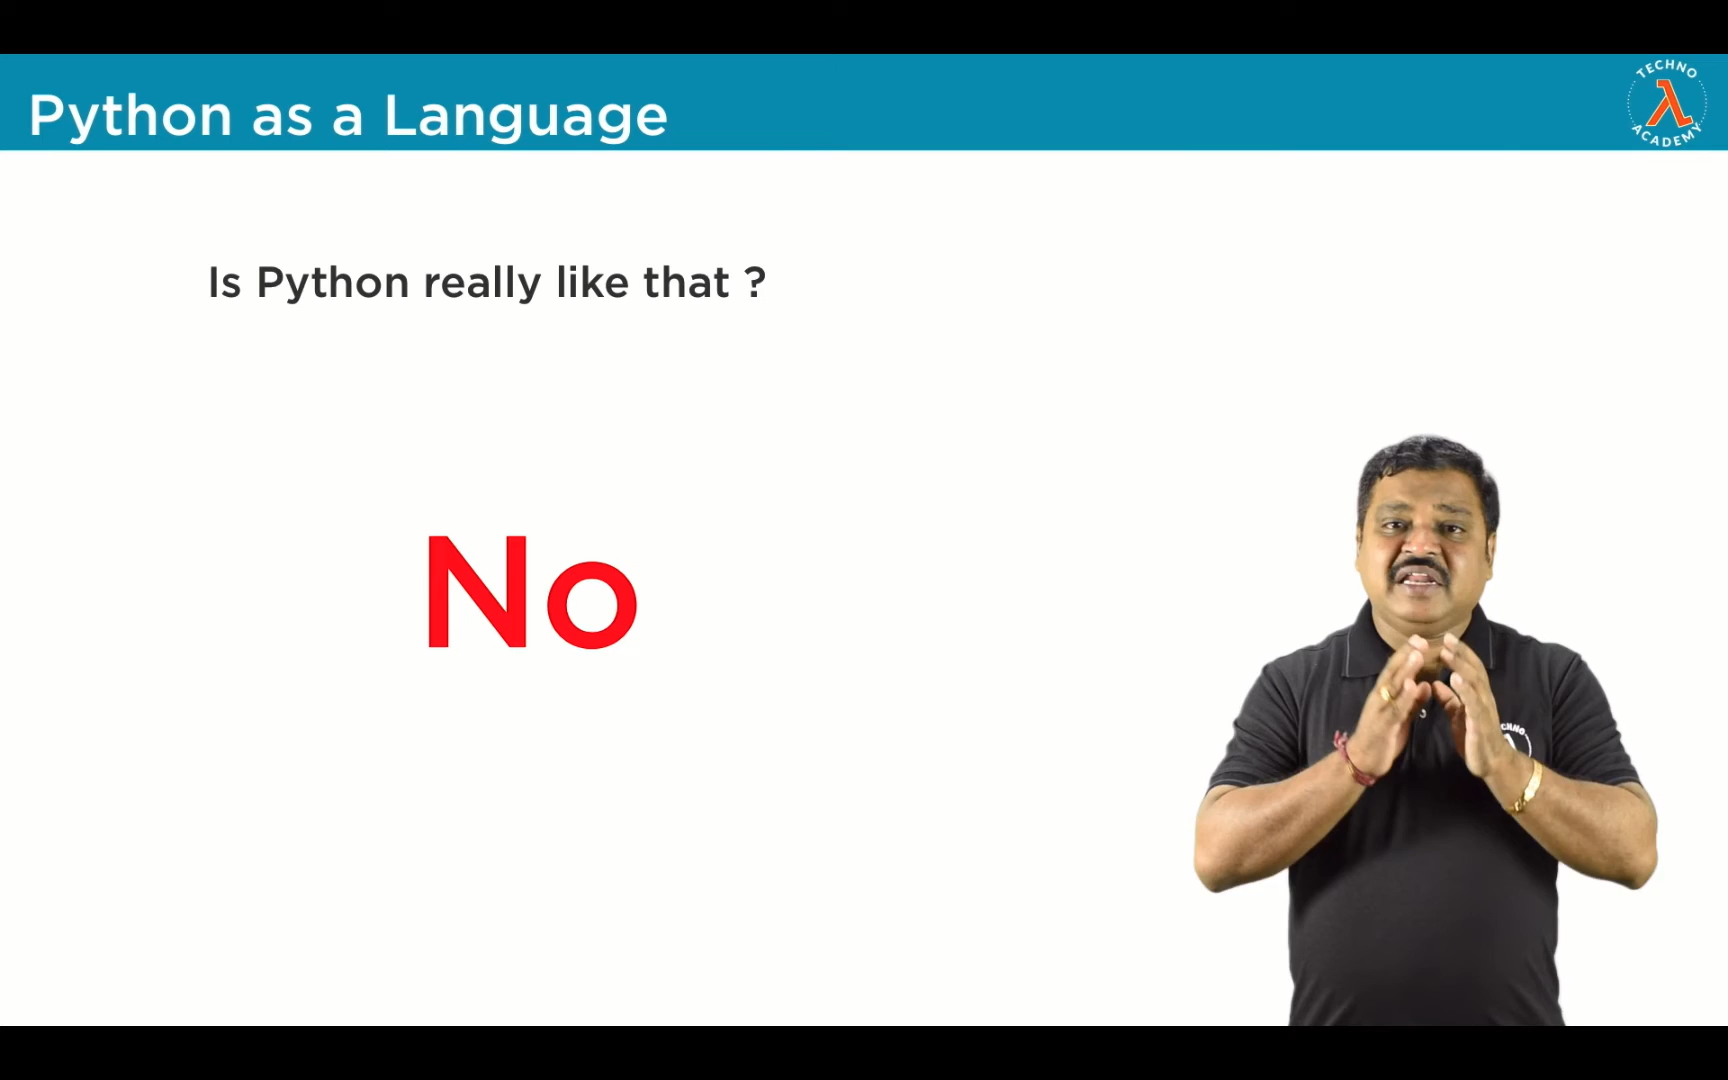 Python as a Language
TECHNO
ACADEMY
Is Python really like that ?
No